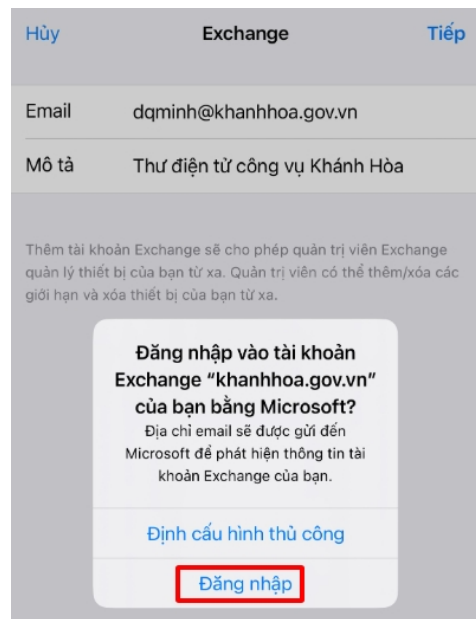 Hủy Exchange Tiếp
Email dqminh@khanhhoa.gov.vn
Mô tả Thư điện tử công vụ Khánh Hòa
Thêm tài khoản Exchange sẽ cho phép quản trị viên Exchange
quản lý thiết bị của bạn từ xa. Quản trị viên có thể thêm/xóa các
giới hạn và xóa thiết bị của bạn từ xa.
Đăng nhập vào tài khoản
Exchange “khanhhoa.gov.vn”
của bạn bằng Microsoft?
Địa chỉ email sẽ được gửi đến
Microsoft để phát hiện thông tin tài
khoản Exchange của bạn.
Định cấu hình thủ công
Đăng nhập